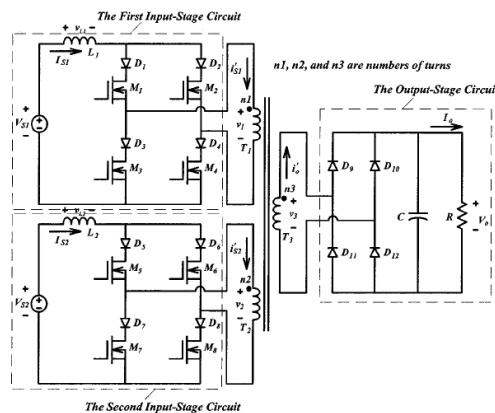 The First Input-Stage Circuit
+ vL1 −
IS1 L1
D1 D2
i'S1
n1, n2, and n3 are numbers of turns
M1 M2
The Output-Stage Circui
n1
+
VS1
−
+
v1
−
T1
i'o
Io
D3 D4
M3 M4
n3
D9 D10
+
v3
−
T3
C R
+
Vo
−
+ vL2 −
IS2 L2
D5 D6
i'S2
D11 D12
M5 M6
n2
+
VS2
−
+
v2
−
T2
D7 D8
M7 M8
The Second Input-Stage Circuit